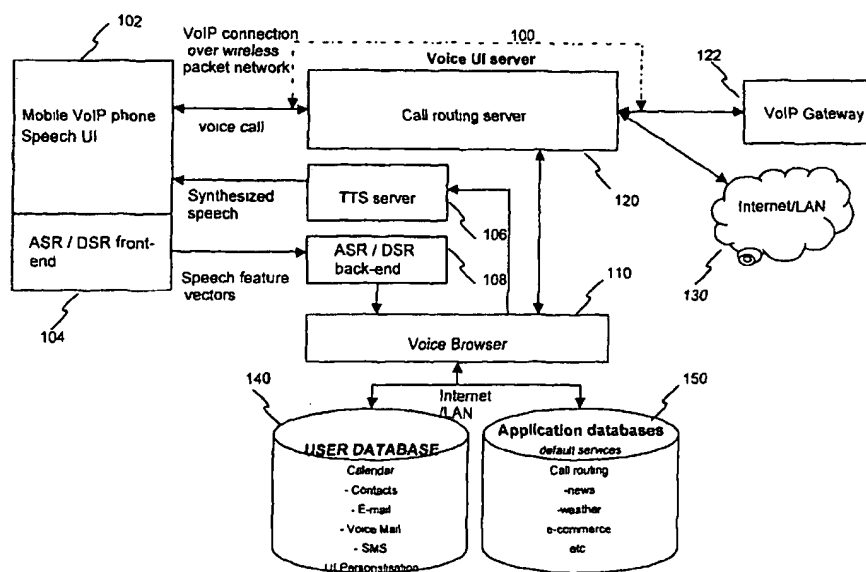 102
VoIP connection
over wireless
packet network
100
Voice UI server
122
Mobile VoIP phone
Speech UI
voice call
Call routing server
VoIP Gateway
Synthesized
speech
TTS server
106
120
Internet/LAN
130
ASR / DSR front-
end
Speech feature
vectors
ASR / DSR
back-end
108
104
110
Voice Browser
140
Internet
/LAN
150
USER DATABASE
Calendar
- Contacts
- E-mail
- Voice Mail
- SMS
UI Personalisation
Application databases
default services
Call routing
-news
-weather
e-commerce
etc